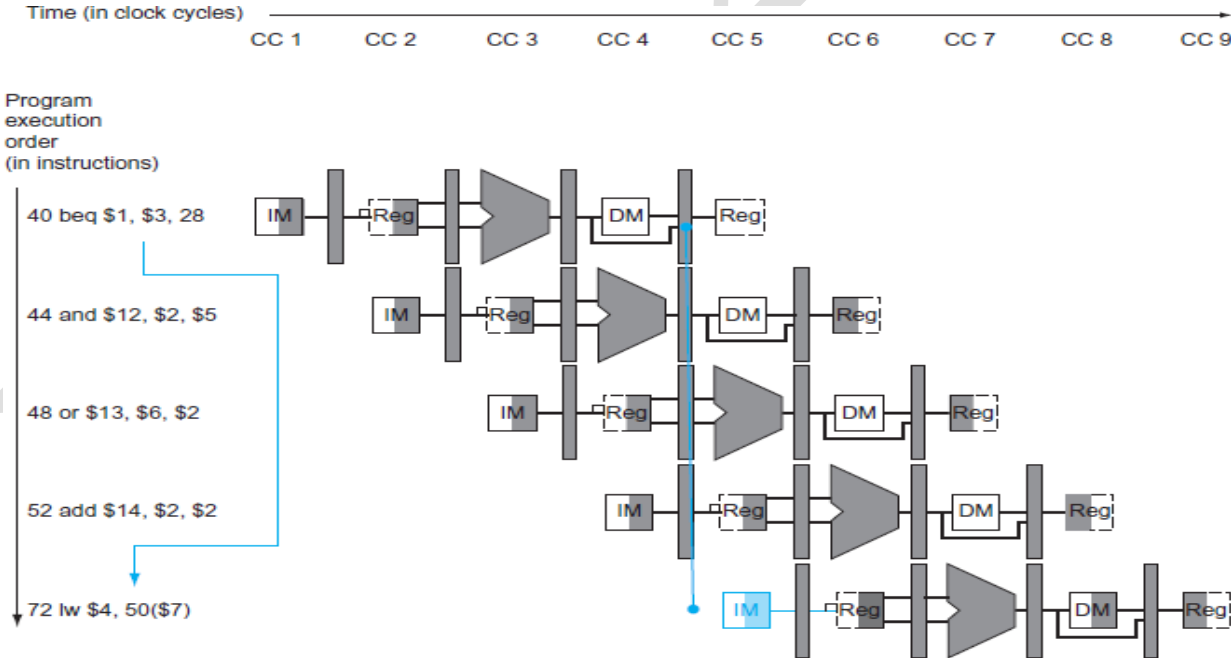 Time (in clock cycles)
CC 1 CC 2 CC 3 CC 4 CC 5 CC 6 CC 7 CC 8 CC 9
Program
execution
order
(in instructions)
40 beq $1, $3, 28 IM Reg DM Reg
44 and $12, $2, $5 IM Reg DM Reg
48 or $13, $6, $2 IM Reg DM Reg
52 add $14, $2, $2 IM Reg DM Reg
72 lw $4, 50($7) IM Reg DM Reg